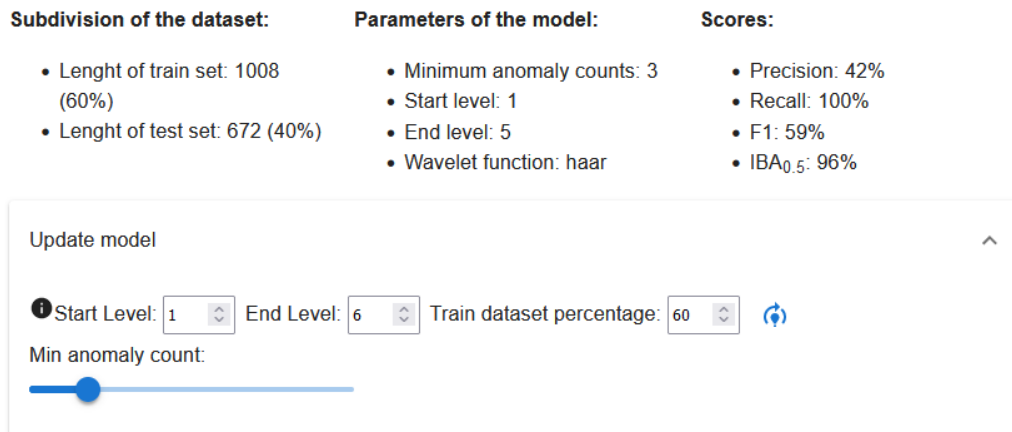 Subdivision of the dataset:
Lenght of train set: 1008
(60%)
Lenght of test set: 672 (40%)
Parameters of the model:
Minimum anomaly counts: 3
Start level: 1
End level: 5
Wavelet function: haar
Scores:
Precision: 42%
Recall: 100%
F1: 59%
IBA0.5: 96%
Update model
Start Level: 1 End Level: 6 Train dataset percentage: 60
Min anomaly count: